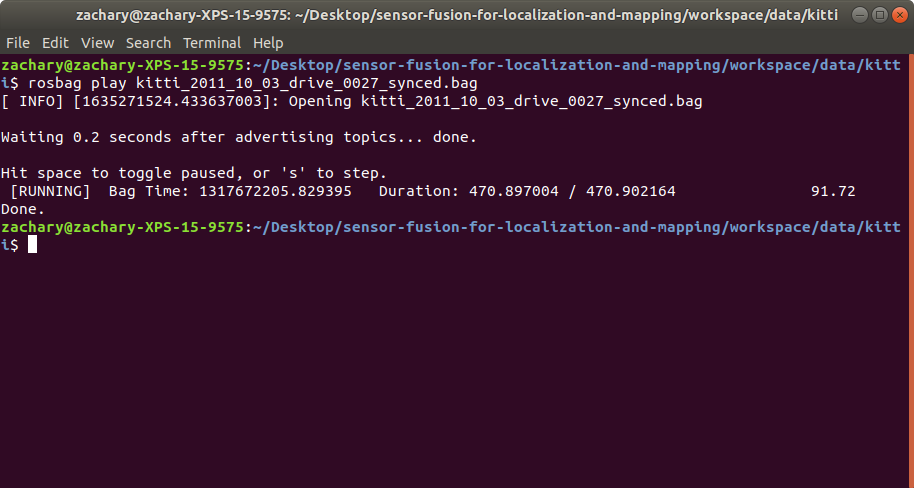 zachary@zachary-XPS-15-9575: ~/Desktop/sensor-fusion-for-localization-and-mapping/workspace/data/kitti
File Edit View Search Terminal Help
zachary@zachary-XPS-15-9575:~/Desktop/sensor-fusion-for-localization-and-mapping/workspace/data/kitt
i$ rosbag play kitti_2011_10_03_drive_0027_synced.bag
[ INFO] [1635271524.433637003]: Opening kitti_2011_10_03_drive_0027_synced.bag
Waiting 0.2 seconds after advertising topics... done.
Hit space to toggle paused, or 's' to step.
[RUNNING]  Bag Time: 1317672205.829395   Duration: 470.897004 / 470.902164               91.72
Done.
zachary@zachary-XPS-15-9575:~/Desktop/sensor-fusion-for-localization-and-mapping/workspace/data/kitt
i$